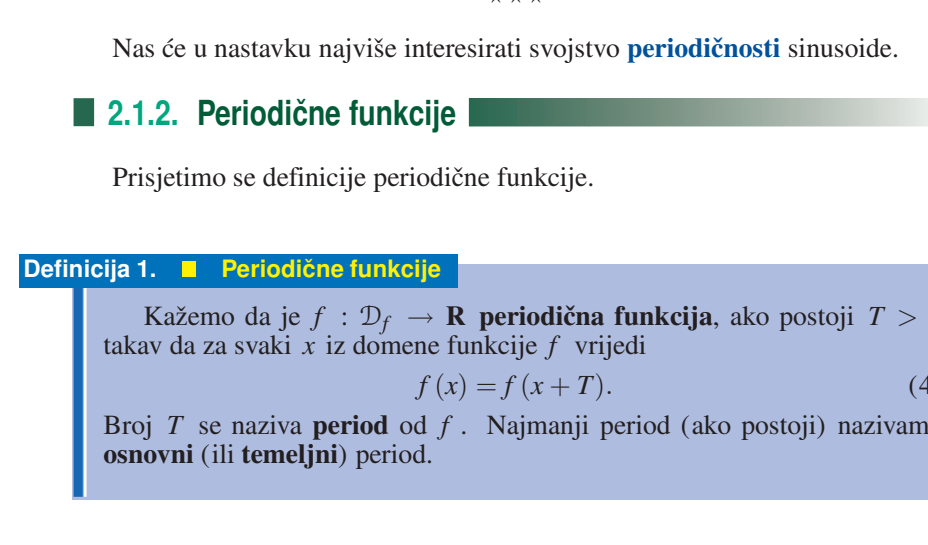 * * *
Nas će u nastavku najviše interesirati svojstvo periodičnosti sinusoide.
2.1.2. Periodične funkcije
Prisjetimo se definicije periodične funkcije.
Definicija 1. Periodične funkcije
Kažemo da je f : 𝒟f → R periodična funkcija, ako postoji T >
takav da za svaki x iz domene funkcije f vrijedi
f (x) = f (x + T). (4
Broj T se naziva period od f . Najmanji period (ako postoji) nazivam
osnovni (ili temeljni) period.